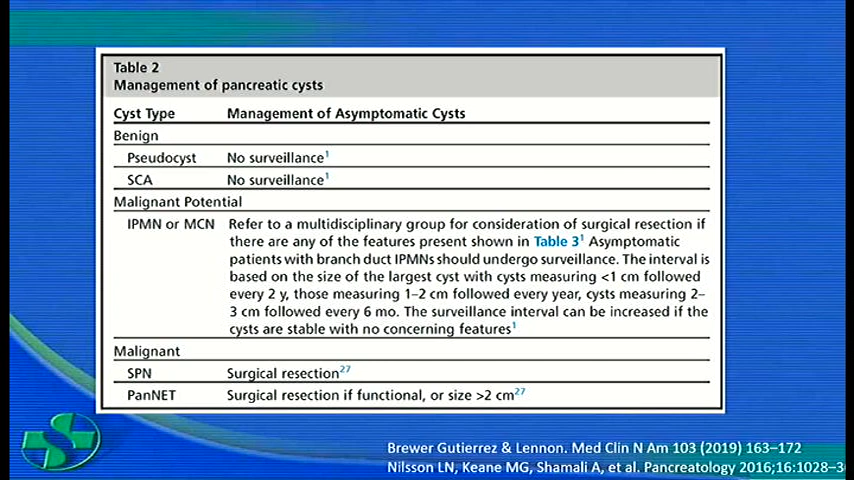 Table 2
Management of pancreatic cysts
Cyst Type Management of Asymptomatic Cysts
Benign
Pseudocyst No surveillance¹
SCA No surveillance¹
Malignant Potential
IPMN or MCN Refer to a multidisciplinary group for consideration of surgical resection if
there are any of the features present shown in Table 3¹ Asymptomatic
patients with branch duct IPMNs should undergo surveillance. The interval is
based on the size of the largest cyst with cysts measuring <1 cm followed
every 2 y, those measuring 1–2 cm followed every year, cysts measuring 2–
3 cm followed every 6 mo. The surveillance interval can be increased if the
cysts are stable with no concerning features¹
Malignant
SPN Surgical resection²⁷
PanNET Surgical resection if functional, or size >2 cm²⁷
Brewer Gutierrez & Lennon. Med Clin N Am 103 (2019) 163–172
Nilsson LN, Keane MG, Shamali A, et al. Pancreatology 2016;16:1028–